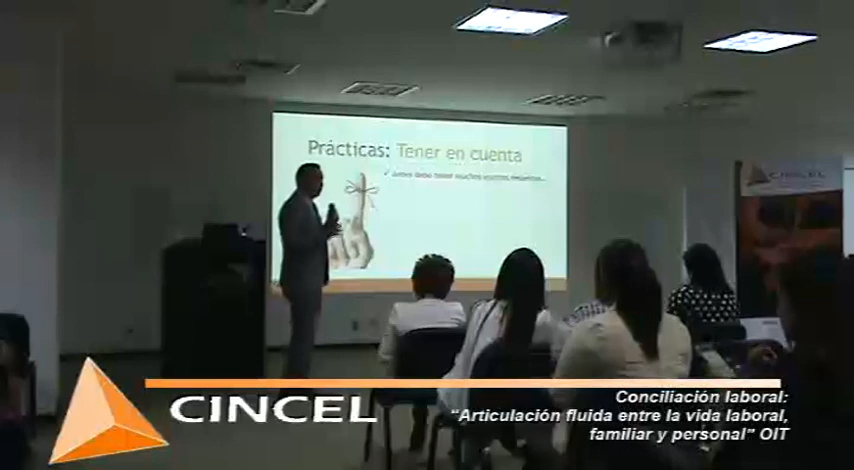 Prácticas: Tener en cuenta
CINCEL
CINCEL
Conciliación laboral:
"Articulación fluida entre la vida laboral,
familiar y personal" OIT